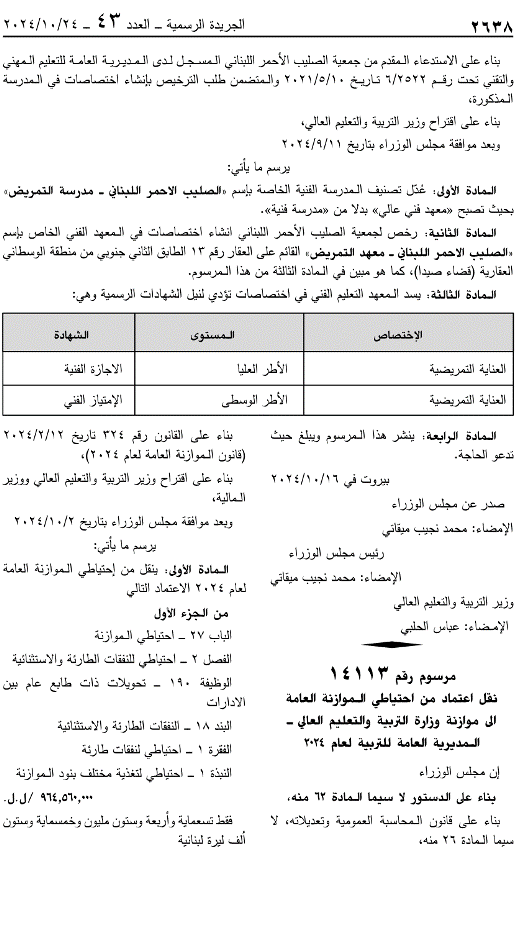 ٢٦٣٨
الجريدة الرسمية ــ العدد ٤٣ ــ ٢٠٢٤/١٠/٢٤
بناء على الاستدعاء المقدم من جمعية الصليب الأحمر اللبناني المسجل لدى المديرية العامة للتعليم المهني
والتقني تحت رقم ٦/٢٥٢٢ تاريخ ٢٠٢١/٥/١٠ والمتضمن طلب الترخيص بإنشاء اختصاصات في المدرسة
المذكورة،
بناء على اقتراح وزير التربية والتعليم العالي،
وبعد موافقة مجلس الوزراء بتاريخ ٢٠٢٤/٩/١١
يرسم ما يأتي:
المادة الأولى: عُدّل تصنيف المدرسة الفنية الخاصة بإسم «الصليب الاحمر اللبناني ــ مدرسة التمريض»
بحيث تصبح «معهد فني عالي» بدلا من «مدرسة فنية».
المادة الثانية: رخص لجمعية الصليب الأحمر اللبناني انشاء اختصاصات في المعهد الفني الخاص بإسم
«الصليب الاحمر اللبناني ــ معهد التمريض» القائم على العقار رقم ١٣ الطابق الثاني جنوبي من منطقة الوسطاني
العقارية (قضاء صيدا)، كما هو مبين في المادة الثالثة من هذا المرسوم.
المادة الثالثة: يسد المعهد التعليم الفني في اختصاصات تؤدي لنيل الشهادات الرسمية وهي:
الإختصاص المستوى الشهادة
العناية التمريضية الأطر العليا الاجازة الفنية
العناية التمريضية الأطر الوسطى الإمتياز الفني
المادة الرابعة: ينشر هذا المرسوم ويبلغ حيث
تدعو الحاجة.
بيروت في ٢٠٢٤/١٠/١٦
صدر عن مجلس الوزراء
الإمضاء: محمد نجيب ميقاتي
رئيس مجلس الوزراء
الإمضاء: محمد نجيب ميقاتي
وزير التربية والتعليم العالي
الإمضاء: عباس الحلبي
مرسوم رقم ١٤١١٣
نقل اعتماد من احتياطي الموازنة العامة
الى موازنة وزارة التربية والتعليم العالي ــ
المديرية العامة للتربية لعام ٢٠٢٤
إن مجلس الوزراء
بناء على الدستور لا سيما المادة ٦٢ منه،
بناء على قانون المحاسبة العمومية وتعديلاته، لا
سيما المادة ٢٦ منه،
بناء على القانون رقم ٣٢٤ تاريخ ٢٠٢٤/٢/١٢
(قانون الموازنة العامة لعام ٢٠٢٤)،
بناء على اقتراح وزير التربية والتعليم العالي ووزير
المالية،
وبعد موافقة مجلس الوزراء بتاريخ ٢٠٢٤/١٠/٢
يرسم ما يأتي:
المادة الأولى: ينقل من إحتياطي الموازنة العامة
لعام ٢٠٢٤ الاعتماد التالي
من الجزء الأول
الباب ٢٧ ــ احتياطي الموازنة
الفصل ٢ ــ احتياطي للنفقات الطارئة والاستثنائية
الوظيفة ١٩٠ ــ تحويلات ذات طابع عام بين
الادارات
البند ١٨ ــ النفقات الطارئة والاستثنائية
الفقرة ١ ــ احتياطي لنفقات طارئة
النبذة ١ ــ احتياطي لتغذية مختلف بنود الموازنة
٩٦٤,٥٦٠,٠٠٠ /ل.ل.
فقط تسعماية وأربعة وستون مليون وخمسماية وستون
ألف ليرة لبنانية